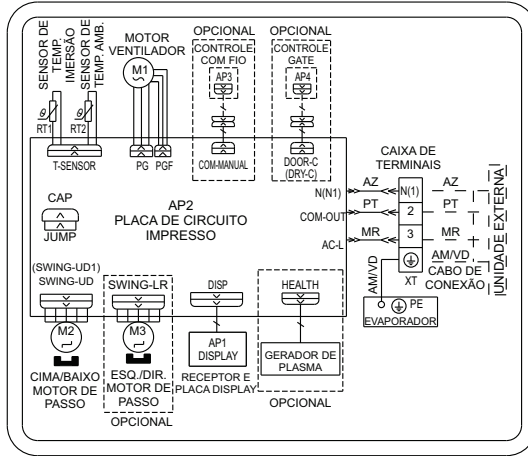 SENSOR DE
TEMP.
IMERSÃO
SENSOR DE
TEMP. AMB.
MOTOR
VENTILADOR
OPCIONAL
CONTROLE
COM FIO
AP3
OPCIONAL
CONTROLE
GATE
AP4
M1
θ
RT1
θ
RT2
T-SENSOR
PG
PGF
COM-MANUAL
DOOR-C
(DRY-C)
CAIXA DE
TERMINAIS
N(N1)
AZ
N(1)
AZ
COM-OUT
PT
2
PT
AC-L
MR
3
MR
AM/VD
XT
AM/VD
CABO DE
CONEXÃO
UNIDADE EXTERNA
PE
EVAPORADOR
CAP
JUMP
AP2
PLACA DE CIRCUITO
IMPRESSO
(SWING-UD1)
SWING-UD
SWING-LR
DISP
HEALTH
M2
M3
AP1
DISPLAY
GERADOR DE
PLASMA
CIMA/BAIXO
MOTOR DE
PASSO
ESQ./DIR.
MOTOR DE
PASSO
RECEPTOR E
PLACA DISPLAY
OPCIONAL
OPCIONAL